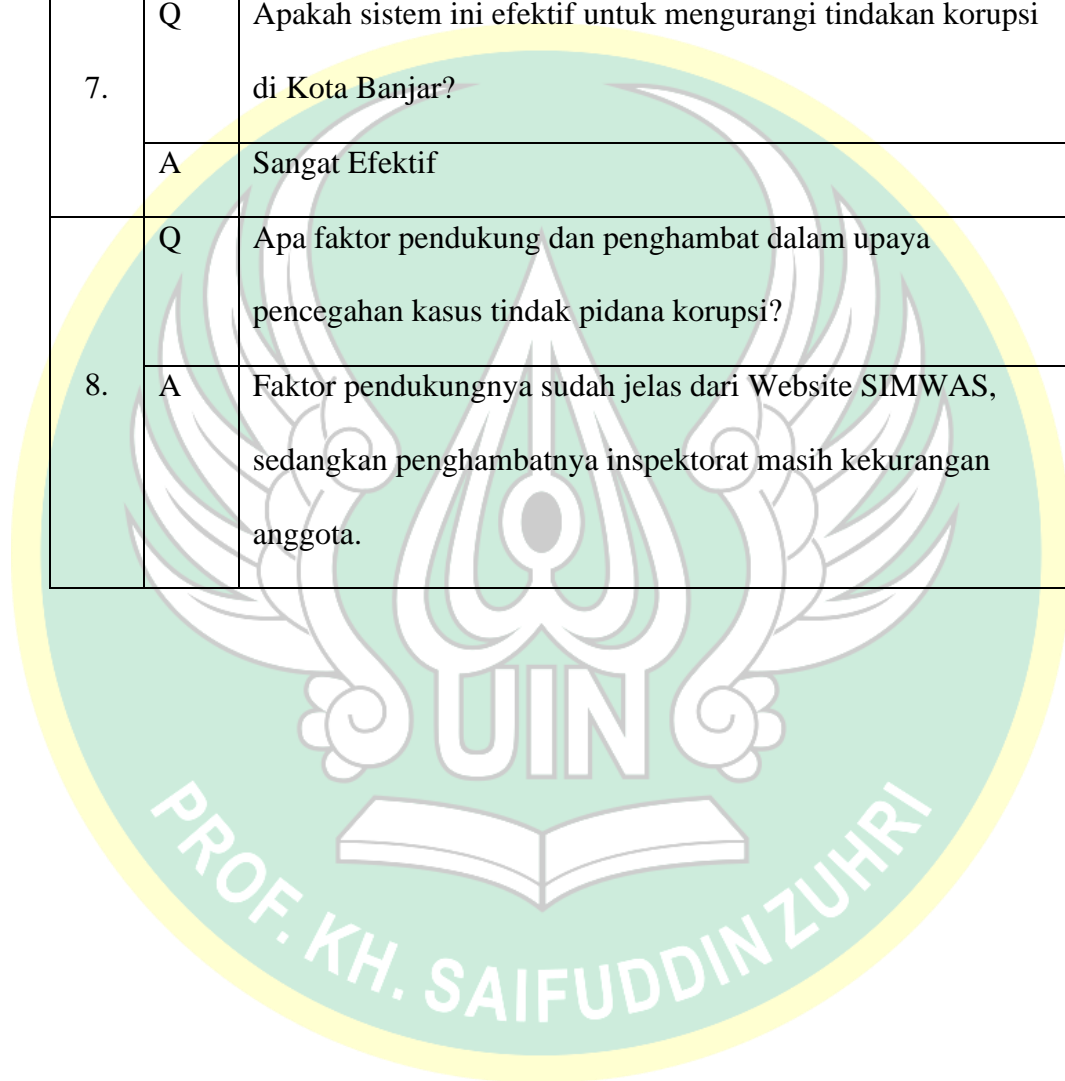 Q Apakah sistem ini efektif untuk mengurangi tindakan korupsi
7. di Kota Banjar?
A Sangat Efektif
Q Apa faktor pendukung dan penghambat dalam upaya
pencegahan kasus tindak pidana korupsi?
8. A Faktor pendukungnya sudah jelas dari Website SIMWAS,
sedangkan penghambatnya inspektorat masih kekurangan
anggota.
UIN
PROF. KH. SAIFUDDIN ZUHRI